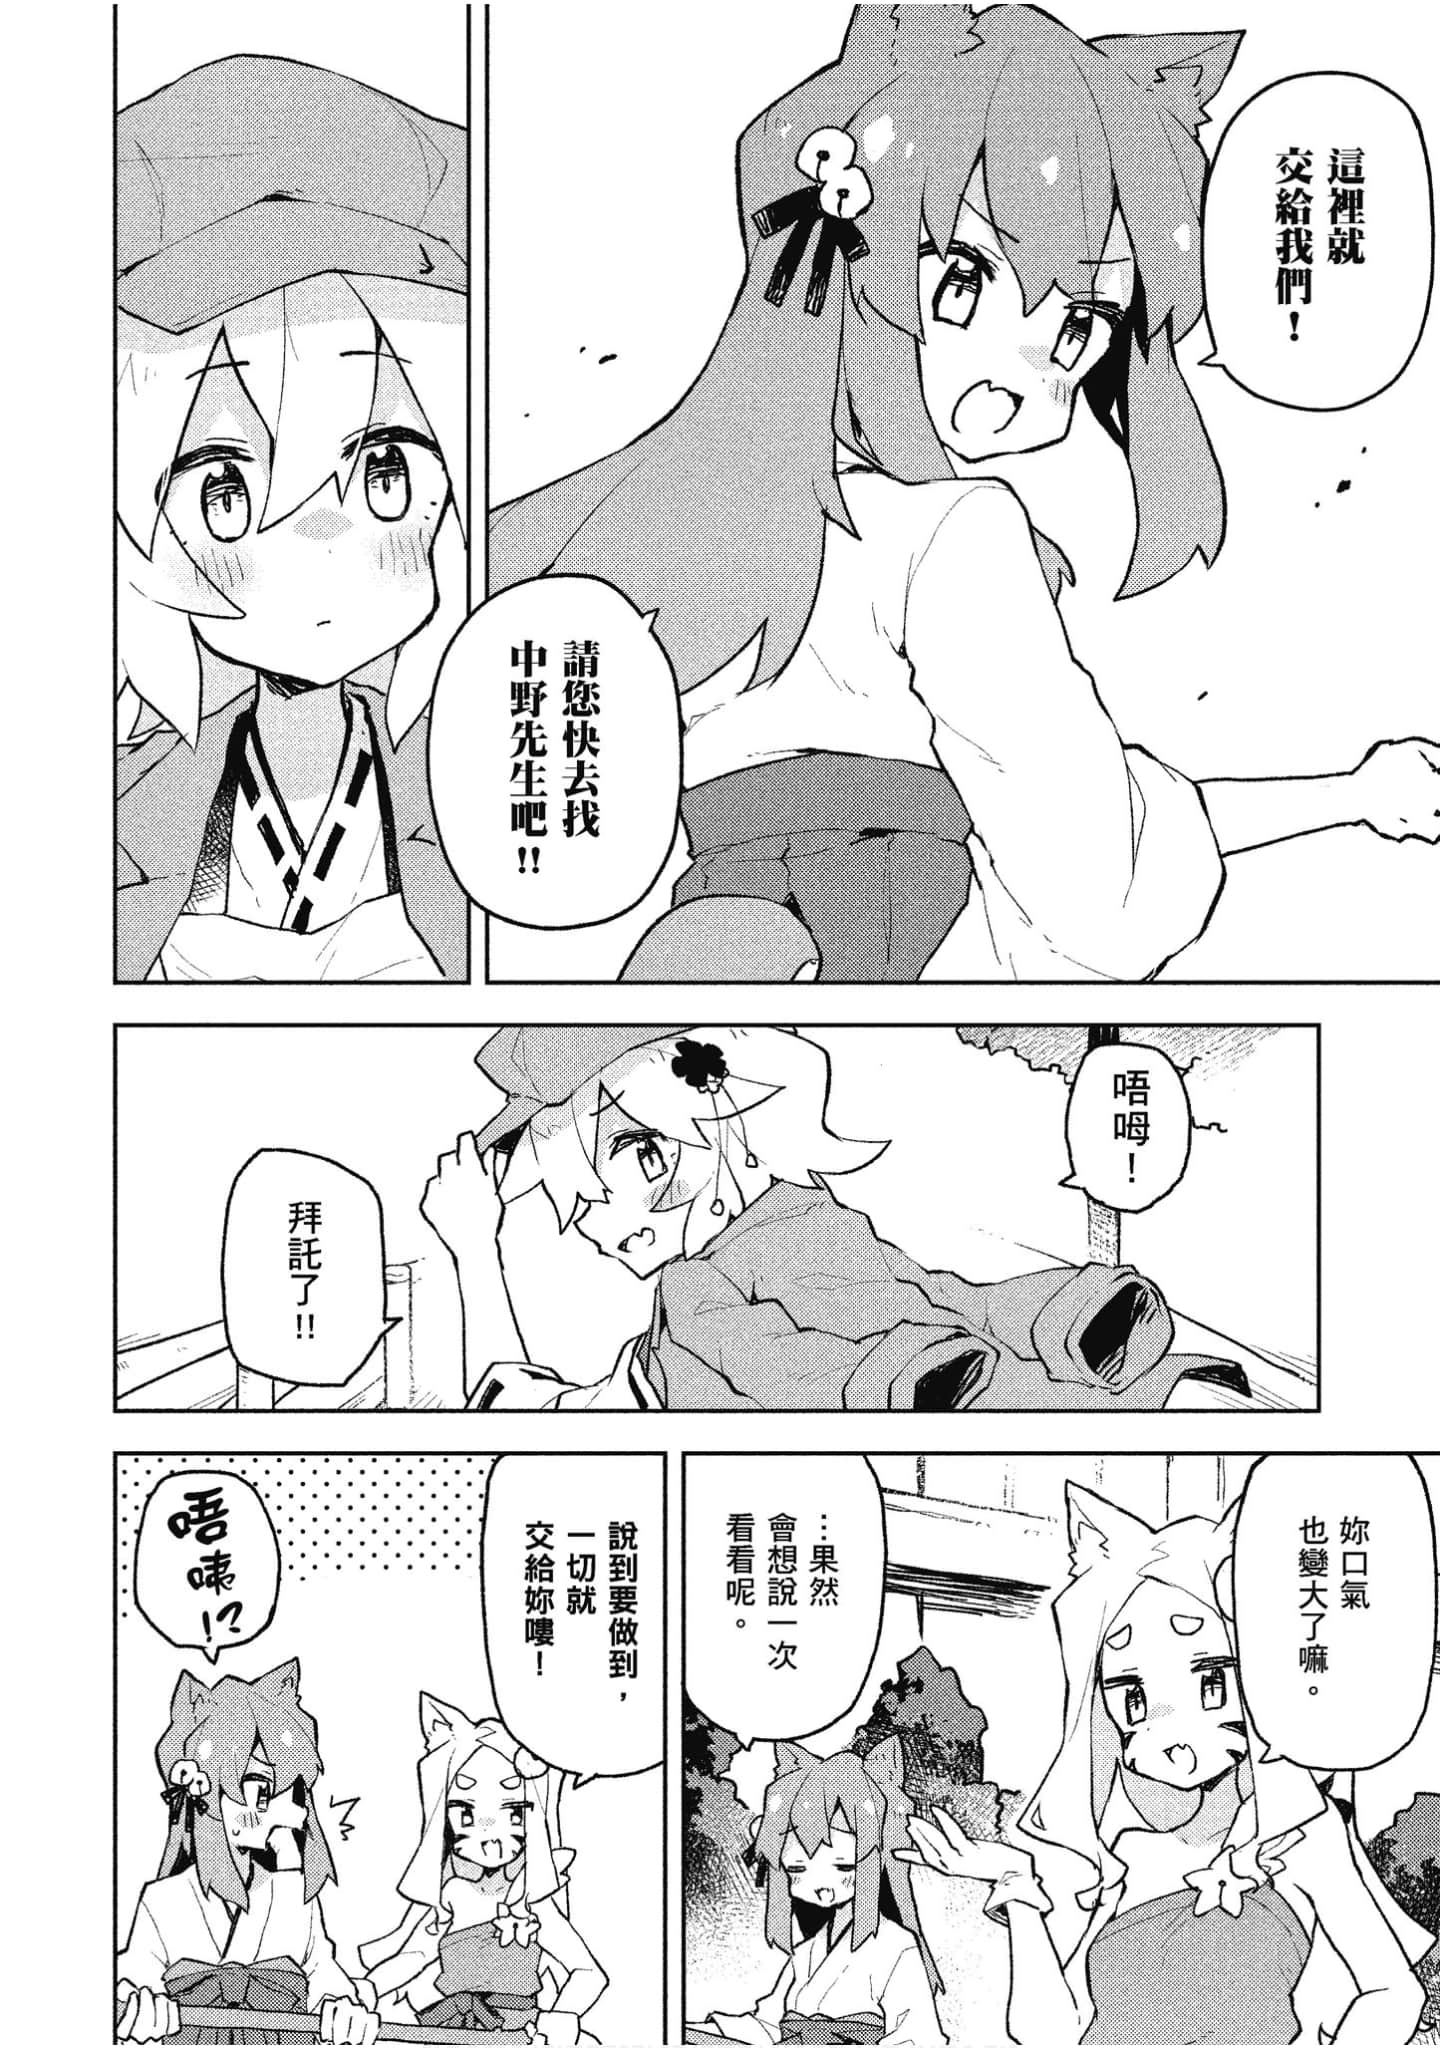 這裡就
交給我們！
請您快去找
中野先生吧!!
唔呣！
拜託了!!
妳口氣
也變大了嘛。
…果然
會想說一次
看看呢。
說到要做到，
一切就
交給妳嘍！
唔咦!?